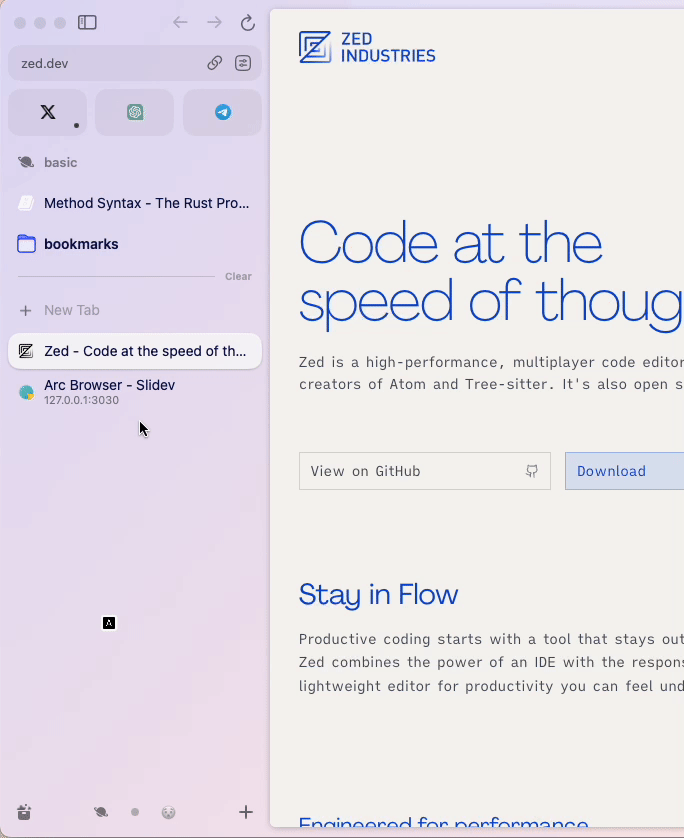 zed.dev
basic
Method Syntax - The Rust Pro...
bookmarks
Clear
New Tab
Zed - Code at the speed of th...
Arc Browser - Slidev
127.0.0.1:3030
A
ZED
INDUSTRIES
Code at the
speed of thoug
Zed is a high-performance, multiplayer code editor
creators of Atom and Tree-sitter. It's also open s
View on GitHub
Download
Stay in Flow
Productive coding starts with a tool that stays out
Zed combines the power of an IDE with the respons
lightweight editor for productivity you can feel und
Engineered for performance